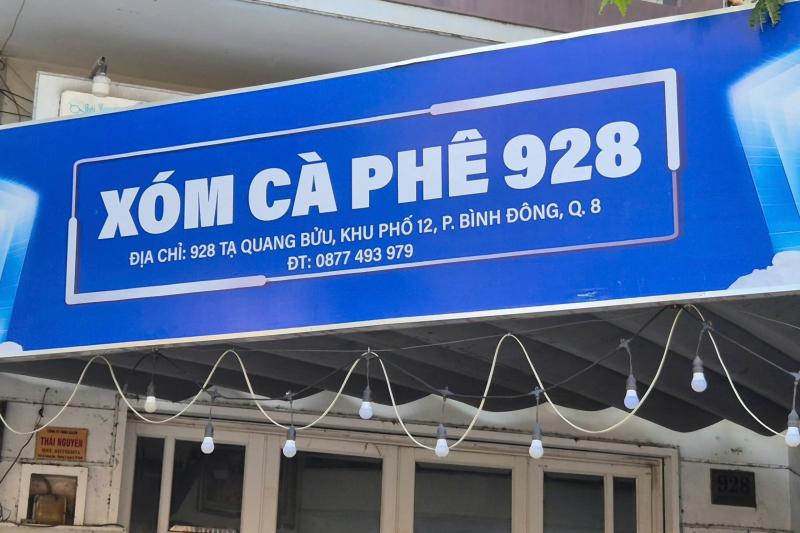 XÓM CÀ PHÊ 928
ĐỊA CHỈ: 928 TẠ QUANG BỬU, KHU PHỐ 12, P. BÌNH ĐÔNG, Q. 8
ĐT: 0877 493 979
THÁI NGUYÊN
928